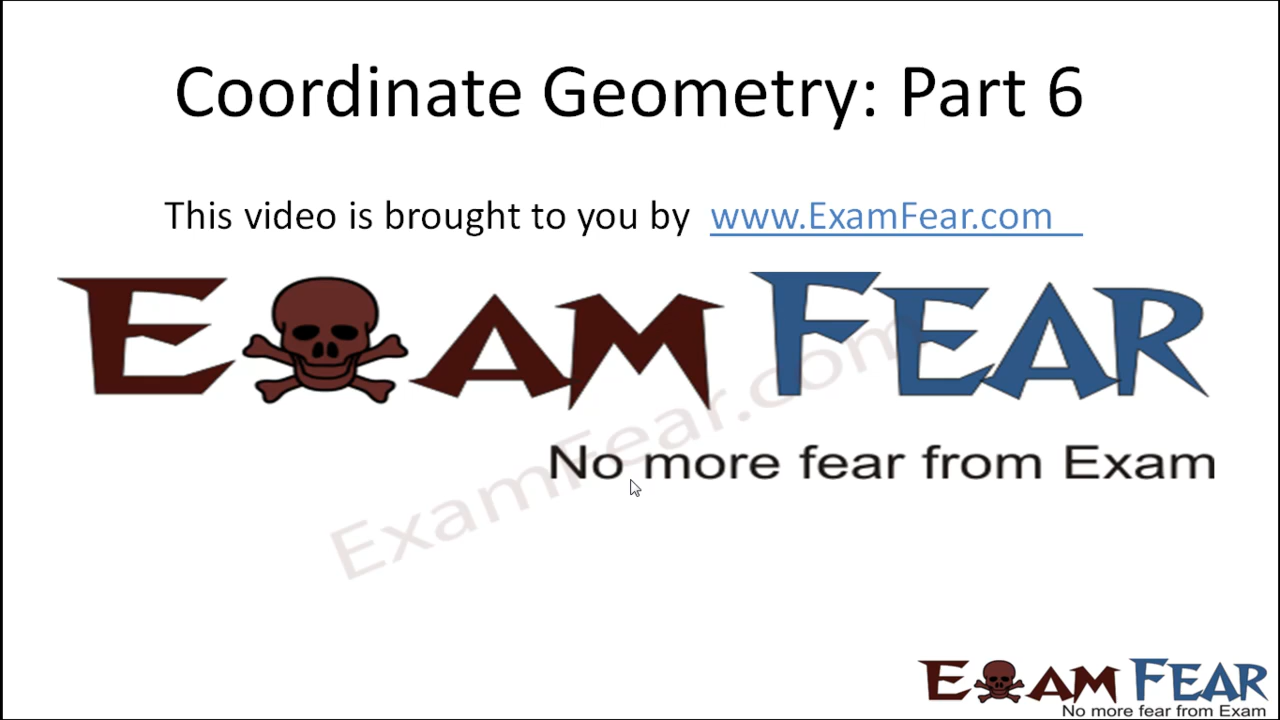 Coordinate Geometry: Part 6
This video is brought to you by www.ExamFear.com
EXAM FEAR
No more fear from Exam
ExamFear.com
EXAM FEAR
No more fear from Exam